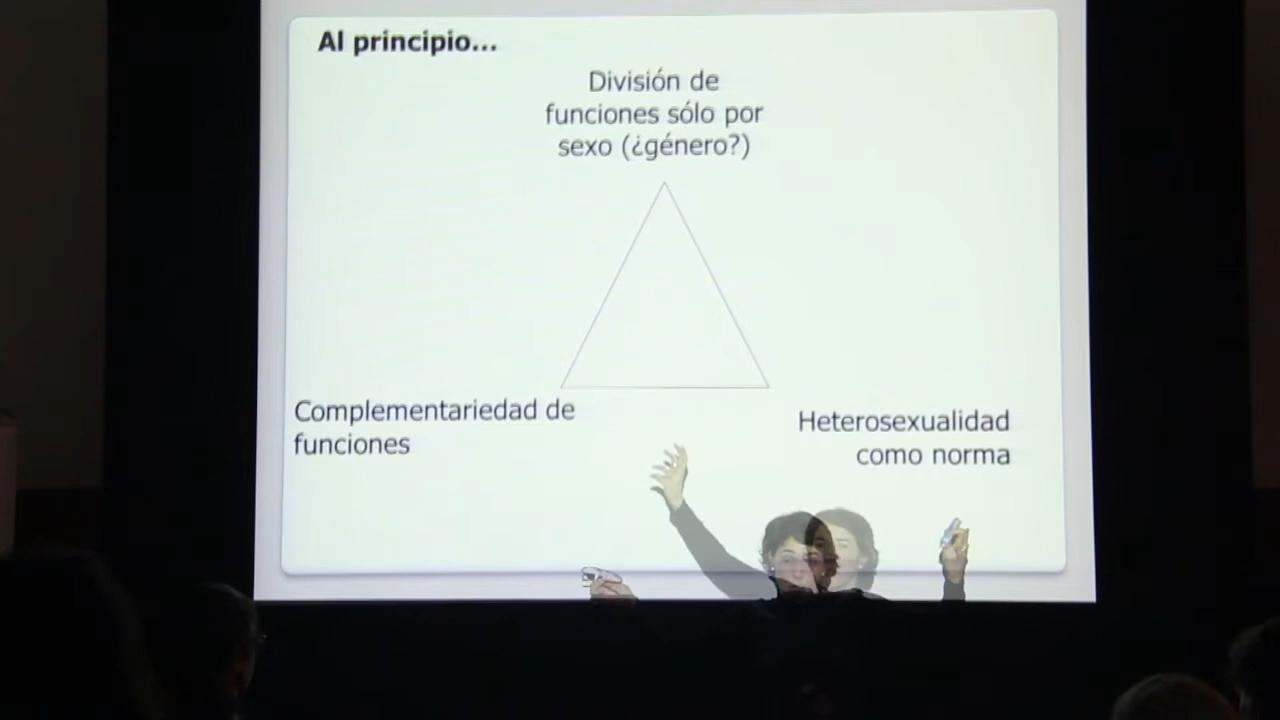 Al principio...
División de
funciones sólo por
sexo (¿género?)
Complementariedad de
funciones
Heterosexualidad
como norma